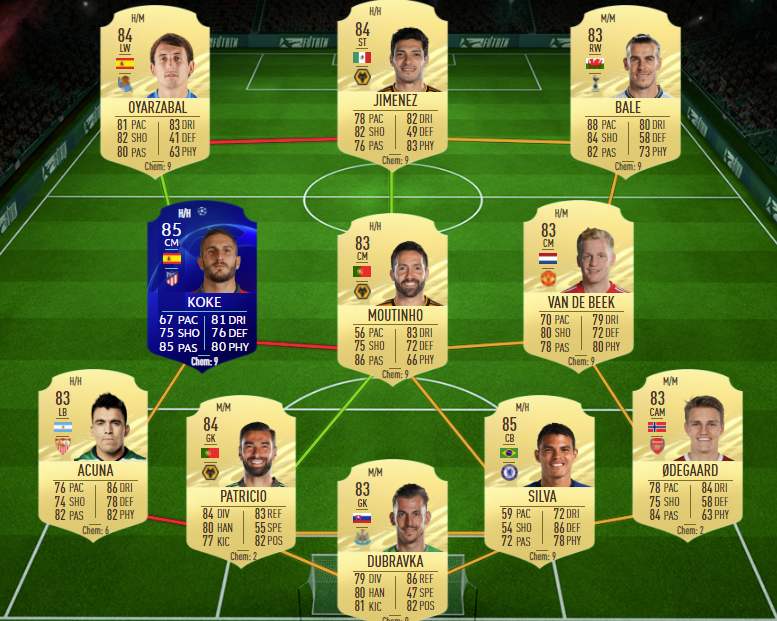 H/M
84
LW
OYARZABAL
81 PAC 83 DRI
82 SHO 41 DEF
80 PAS 63 PHY
Chem: 9
H/H
84
ST
JIMENEZ
78 PAC 82 DRI
82 SHO 49 DEF
76 PAS 83 PHY
Chem: 9
M/M
83
RW
BALE
88 PAC 80 DRI
84 SHO 58 DEF
82 PAS 73 PHY
Chem: 9
H/H
85
CM
KOKE
67 PAC 81 DRI
75 SHO 76 DEF
85 PAS 80 PHY
Chem: 9
H/H
83
CM
MOUTINHO
56 PAC 83 DRI
75 SHO 72 DEF
86 PAS 66 PHY
Chem: 9
H/M
83
CM
VAN DE BEEK
70 PAC 79 DRI
80 SHO 72 DEF
78 PAS 80 PHY
Chem: 9
H/H
83
LB
ACUNA
76 PAC 86 DRI
74 SHO 78 DEF
82 PAS 82 PHY
Chem: 6
M/M
84
GK
PATRICIO
84 DIV 83 REF
80 HAN 55 SPE
77 KIC 82 POS
Chem: 2
M/M
83
GK
DUBRAVKA
79 DIV 86 REF
80 HAN 47 SPE
81 KIC 82 POS
Chem: 9
M/H
85
CB
SILVA
59 PAC 72 DRI
54 SHO 86 DEF
72 PAS 78 PHY
Chem: 9
M/M
83
CAM
ØDEGAARD
78 PAC 84 DRI
75 SHO 58 DEF
84 PAS 63 PHY
Chem: 2